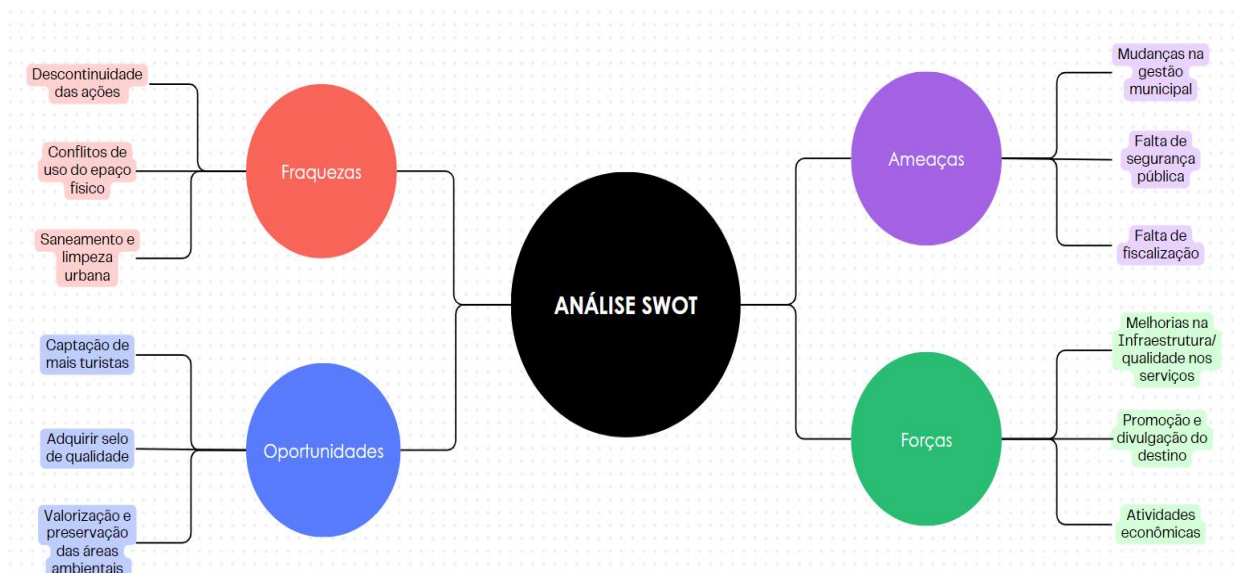 Descontinuidade
das ações
Fraquezas
Conflitos de
uso do epaço
físico
Saneamento e
limpeza
urbana
Oportunidades
Captação de
mais turistas
Adquirir selo
de qualidade
Valorização e
preservação
das áreas
ambientais
ANÁLISE SWOT
Ameaças
Mudanças na
gestão
municipal
Falta de
segurança
pública
Falta de
fiscalização
Forças
Melhorias na
Infraestrutura/
qualidade nos
serviços
Promoção e
divulgação do
destino
Atividades
econômicas